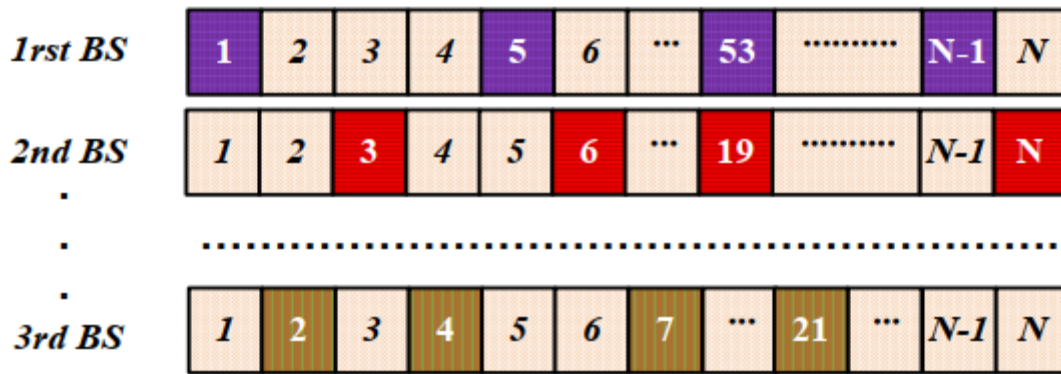 1rst BS 1 2 3 4 5 6 ... 53 .......... N-1 N
2nd BS 1 2 3 4 5 6 ... 19 .......... N-1 N
3rd BS 1 2 3 4 5 6 7 ... 21 ... N-1 N